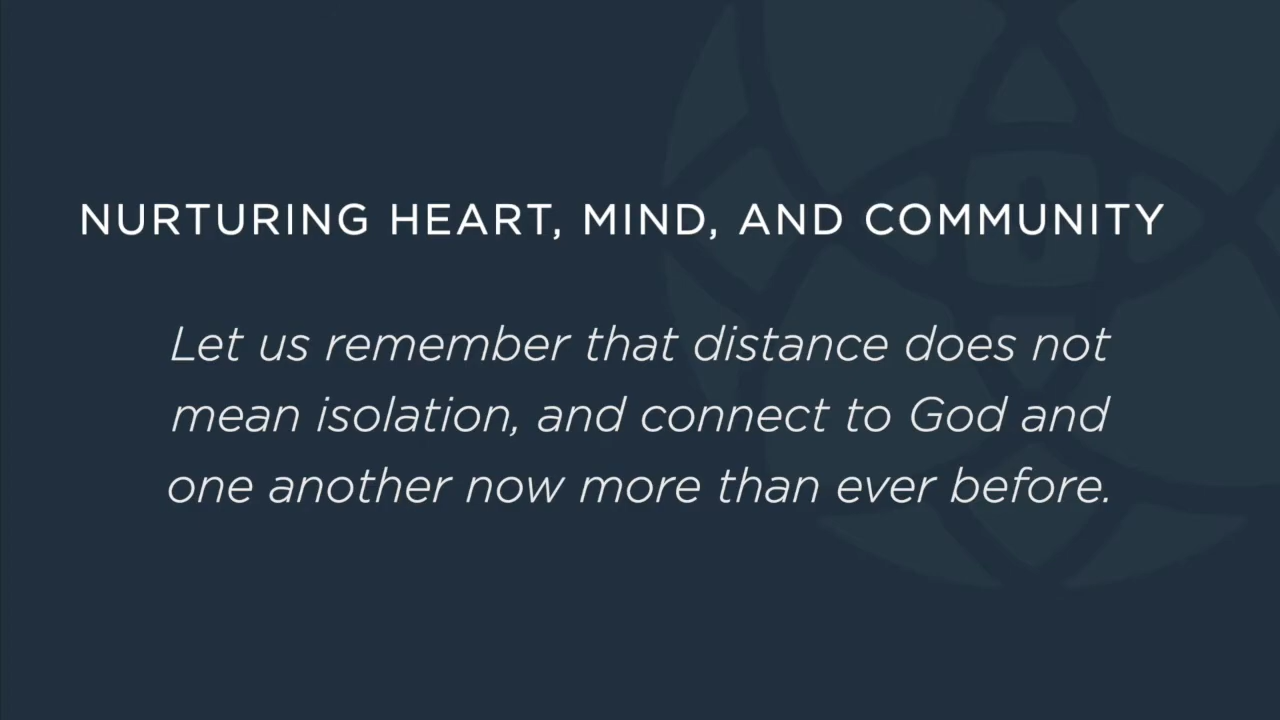 NURTURING HEART, MIND, AND COMMUNITY
Let us remember that distance does not
mean isolation, and connect to God and
one another now more than ever before.